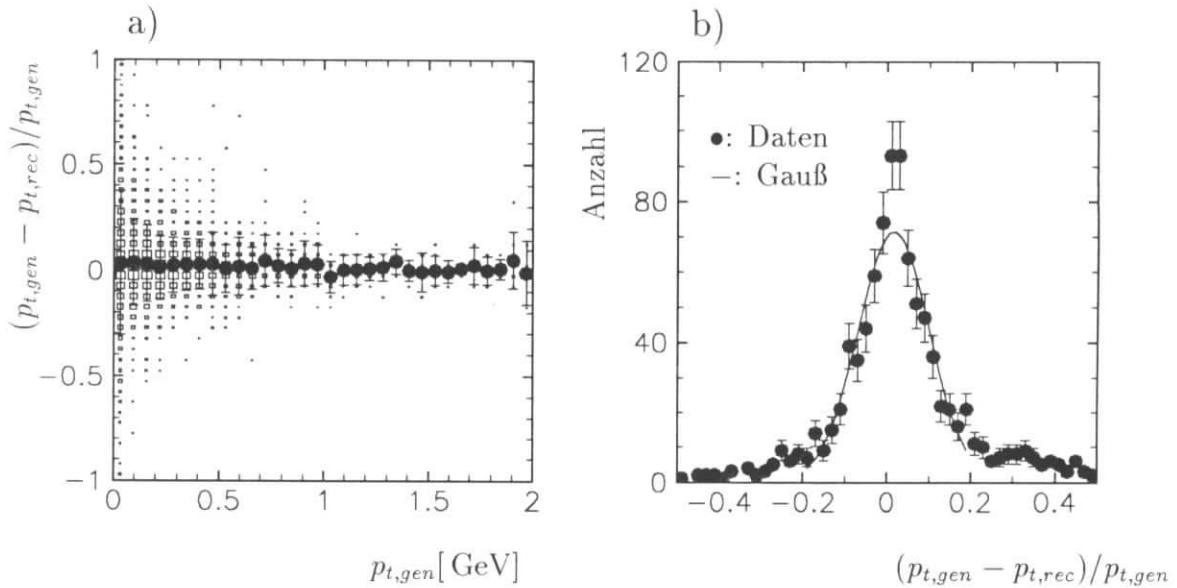 a)
(p_{t,gen} − p_{t,rec})/p_{t,gen}
1
0.5
0
−0.5
−1
0 0.5 1 1.5 2
p_{t,gen}[GeV]
b)
Anzahl
120
80
40
0
●: Daten
—: Gauß
−0.4 −0.2 0 0.2 0.4
(p_{t,gen} − p_{t,rec})/p_{t,gen}